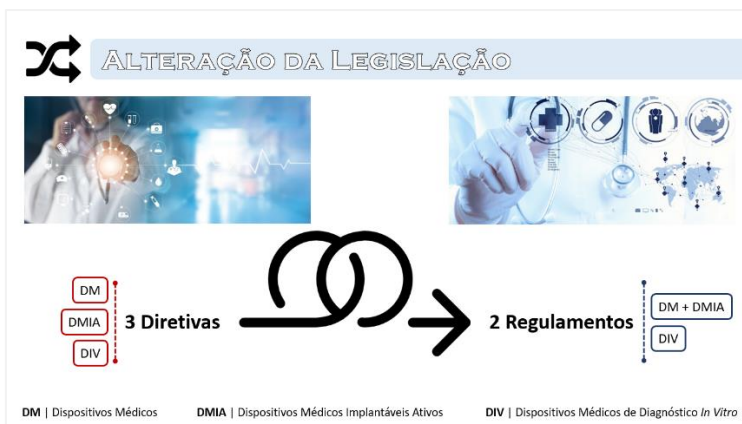 ALTERAÇÃO DA LEGISLAÇÃO
DM
DMIA
DIV
3 Diretivas
2 Regulamentos
DM + DMIA
DIV
DM | Dispositivos Médicos
DMIA | Dispositivos Médicos Implantáveis Ativos
DIV | Dispositivos Médicos de Diagnóstico In Vitro